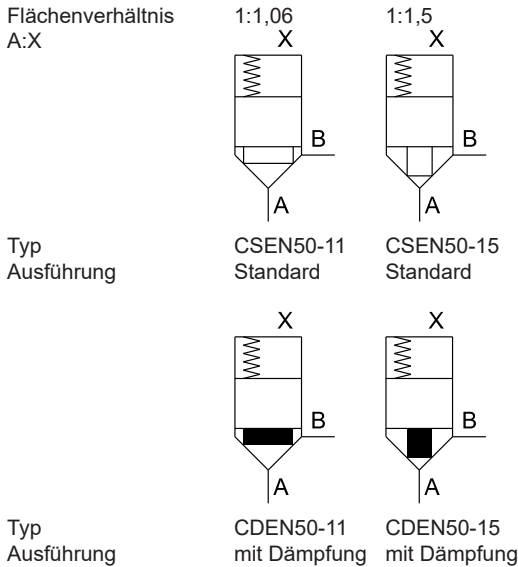 Flächenverhältnis 1:1,06 1:1,5
A:X X X
B B
A A
Typ CSEN50-11 CSEN50-15
Ausführung Standard Standard
X X
B B
A A
Typ CDEN50-11 CDEN50-15
Ausführung mit Dämpfung mit Dämpfung